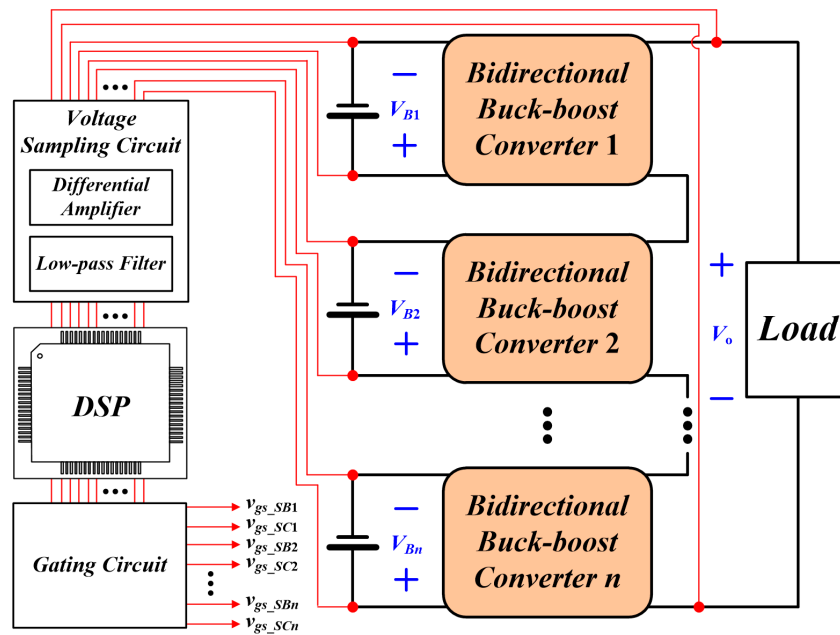 Voltage
Sampling Circuit
Differential
Amplifier
Low-pass Filter
DSP
Gating Circuit
v_gs_SB1
v_gs_SC1
v_gs_SB2
v_gs_SC2
v_gs_SBn
v_gs_SCn
−
V_B1
+
Bidirectional
Buck-boost
Converter 1
−
V_B2
+
Bidirectional
Buck-boost
Converter 2
−
V_Bn
+
Bidirectional
Buck-boost
Converter n
+
V_o
−
Load